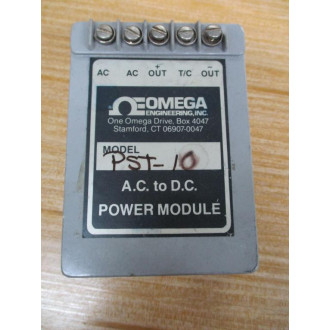 AC AC + OUT T/C - OUT
OMEGA
ENGINEERING, INC.
One Omega Drive, Box 4047
Stamford, CT 06907-0047
MODEL
PST-10
A.C. to D.C.
POWER MODULE